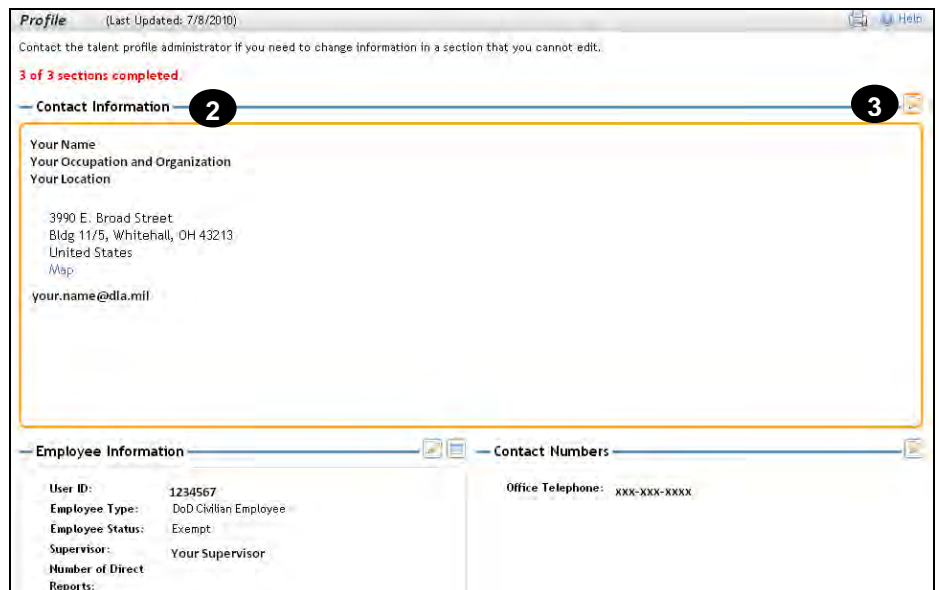 Profile (Last Updated: 7/8/2010) Help
Contact the talent profile administrator if you need to change information in a section that you cannot edit.
3 of 3 sections completed.
Contact Information 2 3
Your Name
Your Occupation and Organization
Your Location
3990 E. Broad Street
Bldg 11/5, Whitehall, OH 43213
United States
Map
your.name@dla.mil
Employee Information
User ID: 1234567
Employee Type: DoD Civilian Employee
Employee Status: Exempt
Supervisor: Your Supervisor
Number of Direct
Reports:
Contact Numbers
Office Telephone: xxx-xxx-xxxx